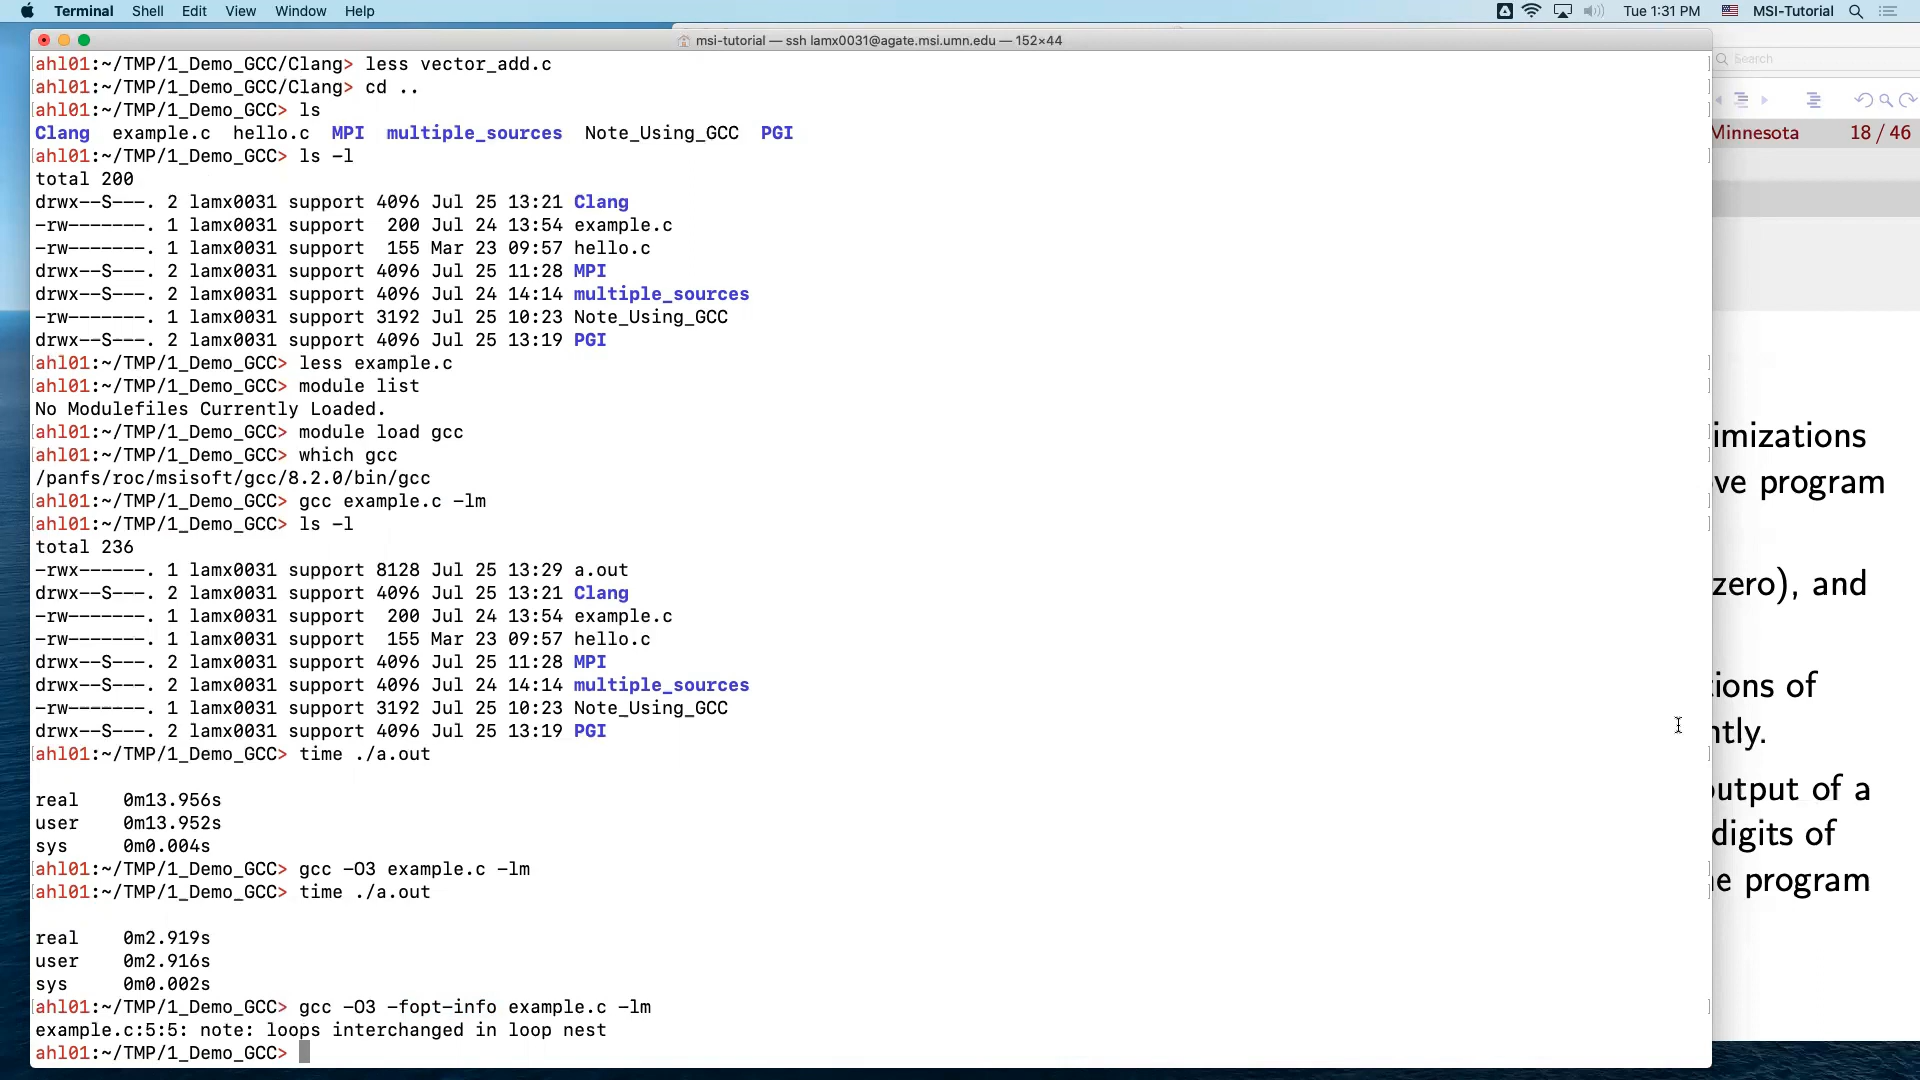 Terminal Shell Edit View Window Help Tue 1:31 PM MSI-Tutorial
msi-tutorial — ssh lamx0031@agate.msi.umn.edu — 152×44
ahl01:~/TMP/1_Demo_GCC/Clang> less vector_add.c
ahl01:~/TMP/1_Demo_GCC/Clang> cd ..
ahl01:~/TMP/1_Demo_GCC> ls
Clang example.c hello.c MPI multiple_sources Note_Using_GCC PGI
ahl01:~/TMP/1_Demo_GCC> ls -l
total 200
drwx--S---. 2 lamx0031 support 4096 Jul 25 13:21 Clang
-rw-------. 1 lamx0031 support 200 Jul 24 13:54 example.c
-rw-------. 1 lamx0031 support 155 Mar 23 09:57 hello.c
drwx--S---. 2 lamx0031 support 4096 Jul 25 11:28 MPI
drwx--S---. 2 lamx0031 support 4096 Jul 24 14:14 multiple_sources
-rw-------. 1 lamx0031 support 3192 Jul 25 10:23 Note_Using_GCC
drwx--S---. 2 lamx0031 support 4096 Jul 25 13:19 PGI
ahl01:~/TMP/1_Demo_GCC> less example.c
ahl01:~/TMP/1_Demo_GCC> module list
No Modulefiles Currently Loaded.
ahl01:~/TMP/1_Demo_GCC> module load gcc
ahl01:~/TMP/1_Demo_GCC> which gcc
/panfs/roc/msisoft/gcc/8.2.0/bin/gcc
ahl01:~/TMP/1_Demo_GCC> gcc example.c -lm
ahl01:~/TMP/1_Demo_GCC> ls -l
total 236
-rwx------. 1 lamx0031 support 8128 Jul 25 13:29 a.out
drwx--S---. 2 lamx0031 support 4096 Jul 25 13:21 Clang
-rw-------. 1 lamx0031 support 200 Jul 24 13:54 example.c
-rw-------. 1 lamx0031 support 155 Mar 23 09:57 hello.c
drwx--S---. 2 lamx0031 support 4096 Jul 25 11:28 MPI
drwx--S---. 2 lamx0031 support 4096 Jul 24 14:14 multiple_sources
-rw-------. 1 lamx0031 support 3192 Jul 25 10:23 Note_Using_GCC
drwx--S---. 2 lamx0031 support 4096 Jul 25 13:19 PGI
ahl01:~/TMP/1_Demo_GCC> time ./a.out
real 0m13.956s
user 0m13.952s
sys 0m0.004s
ahl01:~/TMP/1_Demo_GCC> gcc -O3 example.c -lm
ahl01:~/TMP/1_Demo_GCC> time ./a.out
real 0m2.919s
user 0m2.916s
sys 0m0.002s
ahl01:~/TMP/1_Demo_GCC> gcc -O3 -fopt-info example.c -lm
example.c:5:5: note: loops interchanged in loop nest
ahl01:~/TMP/1_Demo_GCC>
Search
Minnesota 18 / 46
imizations
ve program
zero), and
ions of
ntly.
output of a
digits of
e program